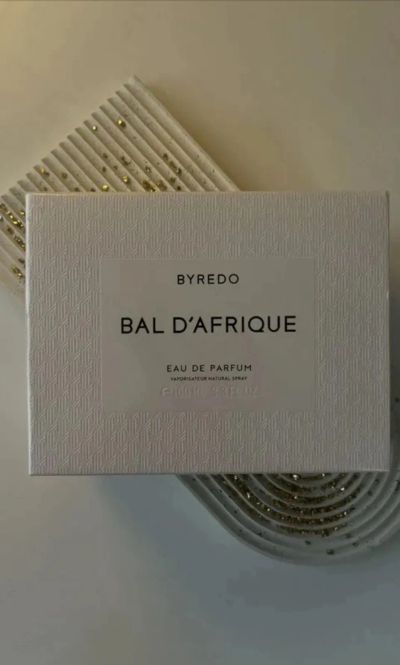 BYREDO
BAL D'AFRIQUE
EAU DE PARFUM
VAPORISATEUR NATURAL SPRAY